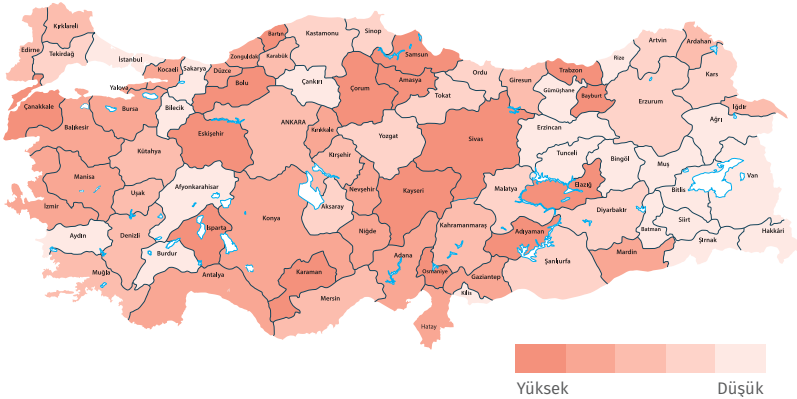 Kırklareli
Edirne
Tekirdağ
İstanbul
Kocaeli
Sakarya
Yalova
Çanakkale
Balıkesir
Bursa
Bilecik
Düzce
Zonguldak
Bartın
Karabük
Kastamonu
Sinop
Samsun
Bolu
Çankırı
Çorum
Amasya
Ordu
Tokat
Giresun
Trabzon
Gümüşhane
Bayburt
Rize
Artvin
Ardahan
Kars
Iğdır
Ağrı
Erzurum
Erzincan
Eskişehir
ANKARA
Kırıkkale
Yozgat
Sivas
Kütahya
Manisa
Uşak
Afyonkarahisar
Kırşehir
Nevşehir
Kayseri
Malatya
Elazığ
Tunceli
Bingöl
Muş
Bitlis
Van
İzmir
Aydın
Denizli
Isparta
Burdur
Konya
Aksaray
Niğde
Kahramanmaraş
Adıyaman
Diyarbakır
Batman
Siirt
Şırnak
Hakkâri
Muğla
Antalya
Karaman
Mersin
Adana
Osmaniye
Gaziantep
Kilis
Şanlıurfa
Mardin
Hatay
Yüksek Düşük